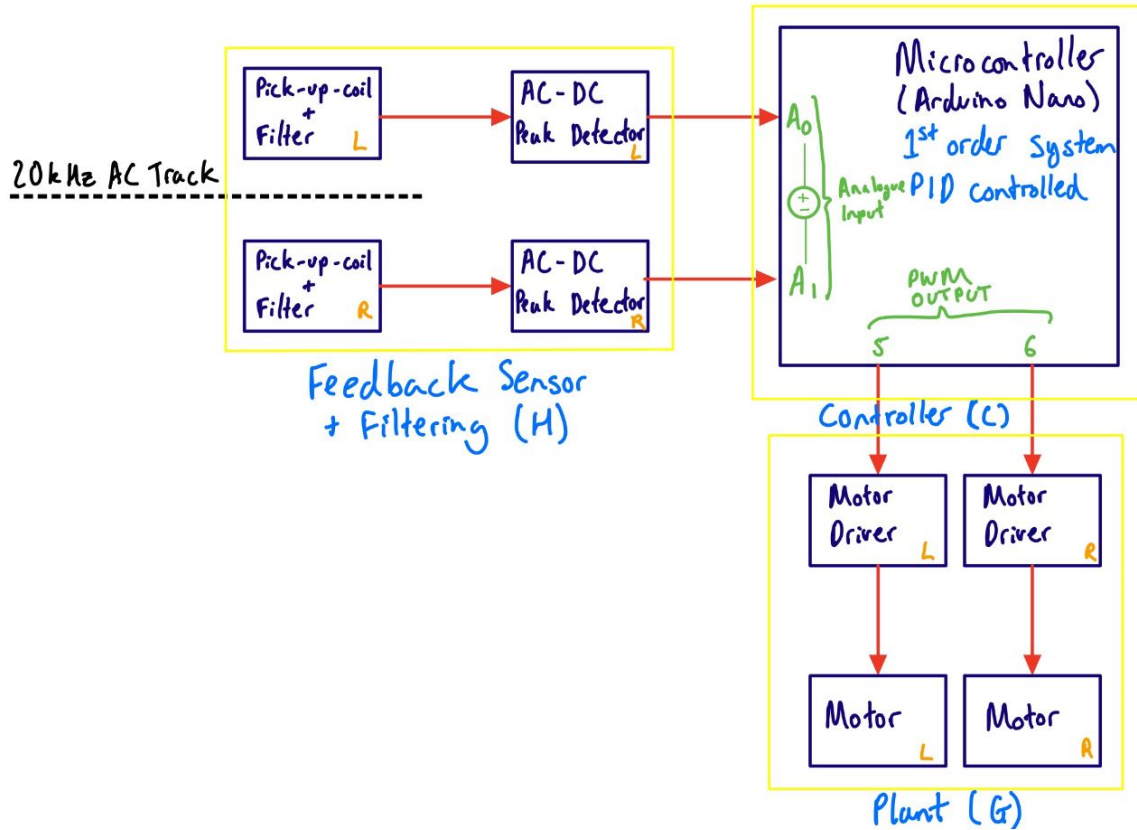 20kHz AC Track
Pick-up-coil
+
Filter L
AC-DC
Peak Detector
L
Pick-up-coil
+
Filter R
AC-DC
Peak Detector
R
Feedback Sensor
+ Filtering (H)
Microcontroller
(Arduino Nano)
1st order system
PID controlled
A0
+
-
A1
Analogue
Input
PWM
OUTPUT
5 6
Controller (C)
Motor
Driver L
Motor
Driver R
Motor
L
Motor
R
Plant (G)